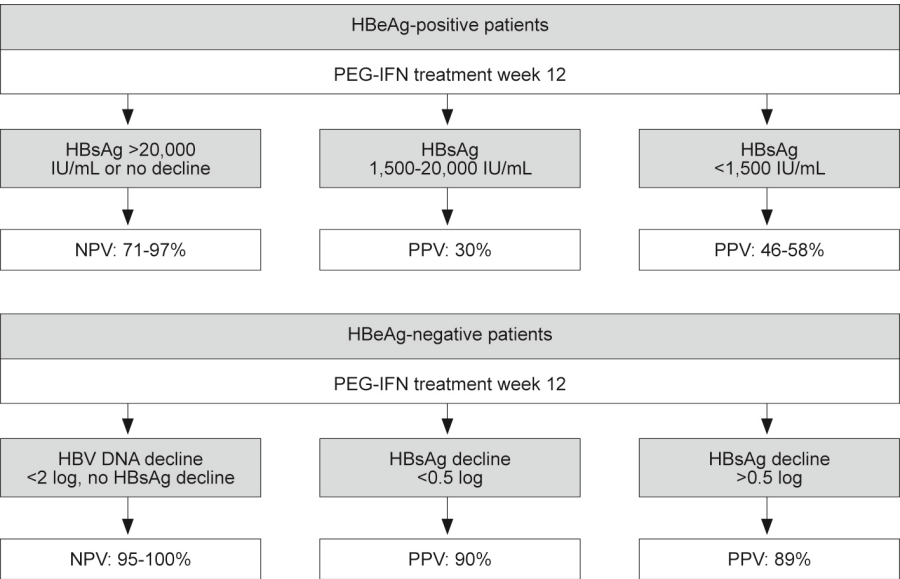 HBeAg-positive patients
PEG-IFN treatment week 12
HBsAg >20,000
IU/mL or no decline
HBsAg
1,500-20,000 IU/mL
HBsAg
<1,500 IU/mL
NPV: 71-97%
PPV: 30%
PPV: 46-58%
HBeAg-negative patients
PEG-IFN treatment week 12
HBV DNA decline
<2 log, no HBsAg decline
HBsAg decline
<0.5 log
HBsAg decline
>0.5 log
NPV: 95-100%
PPV: 90%
PPV: 89%